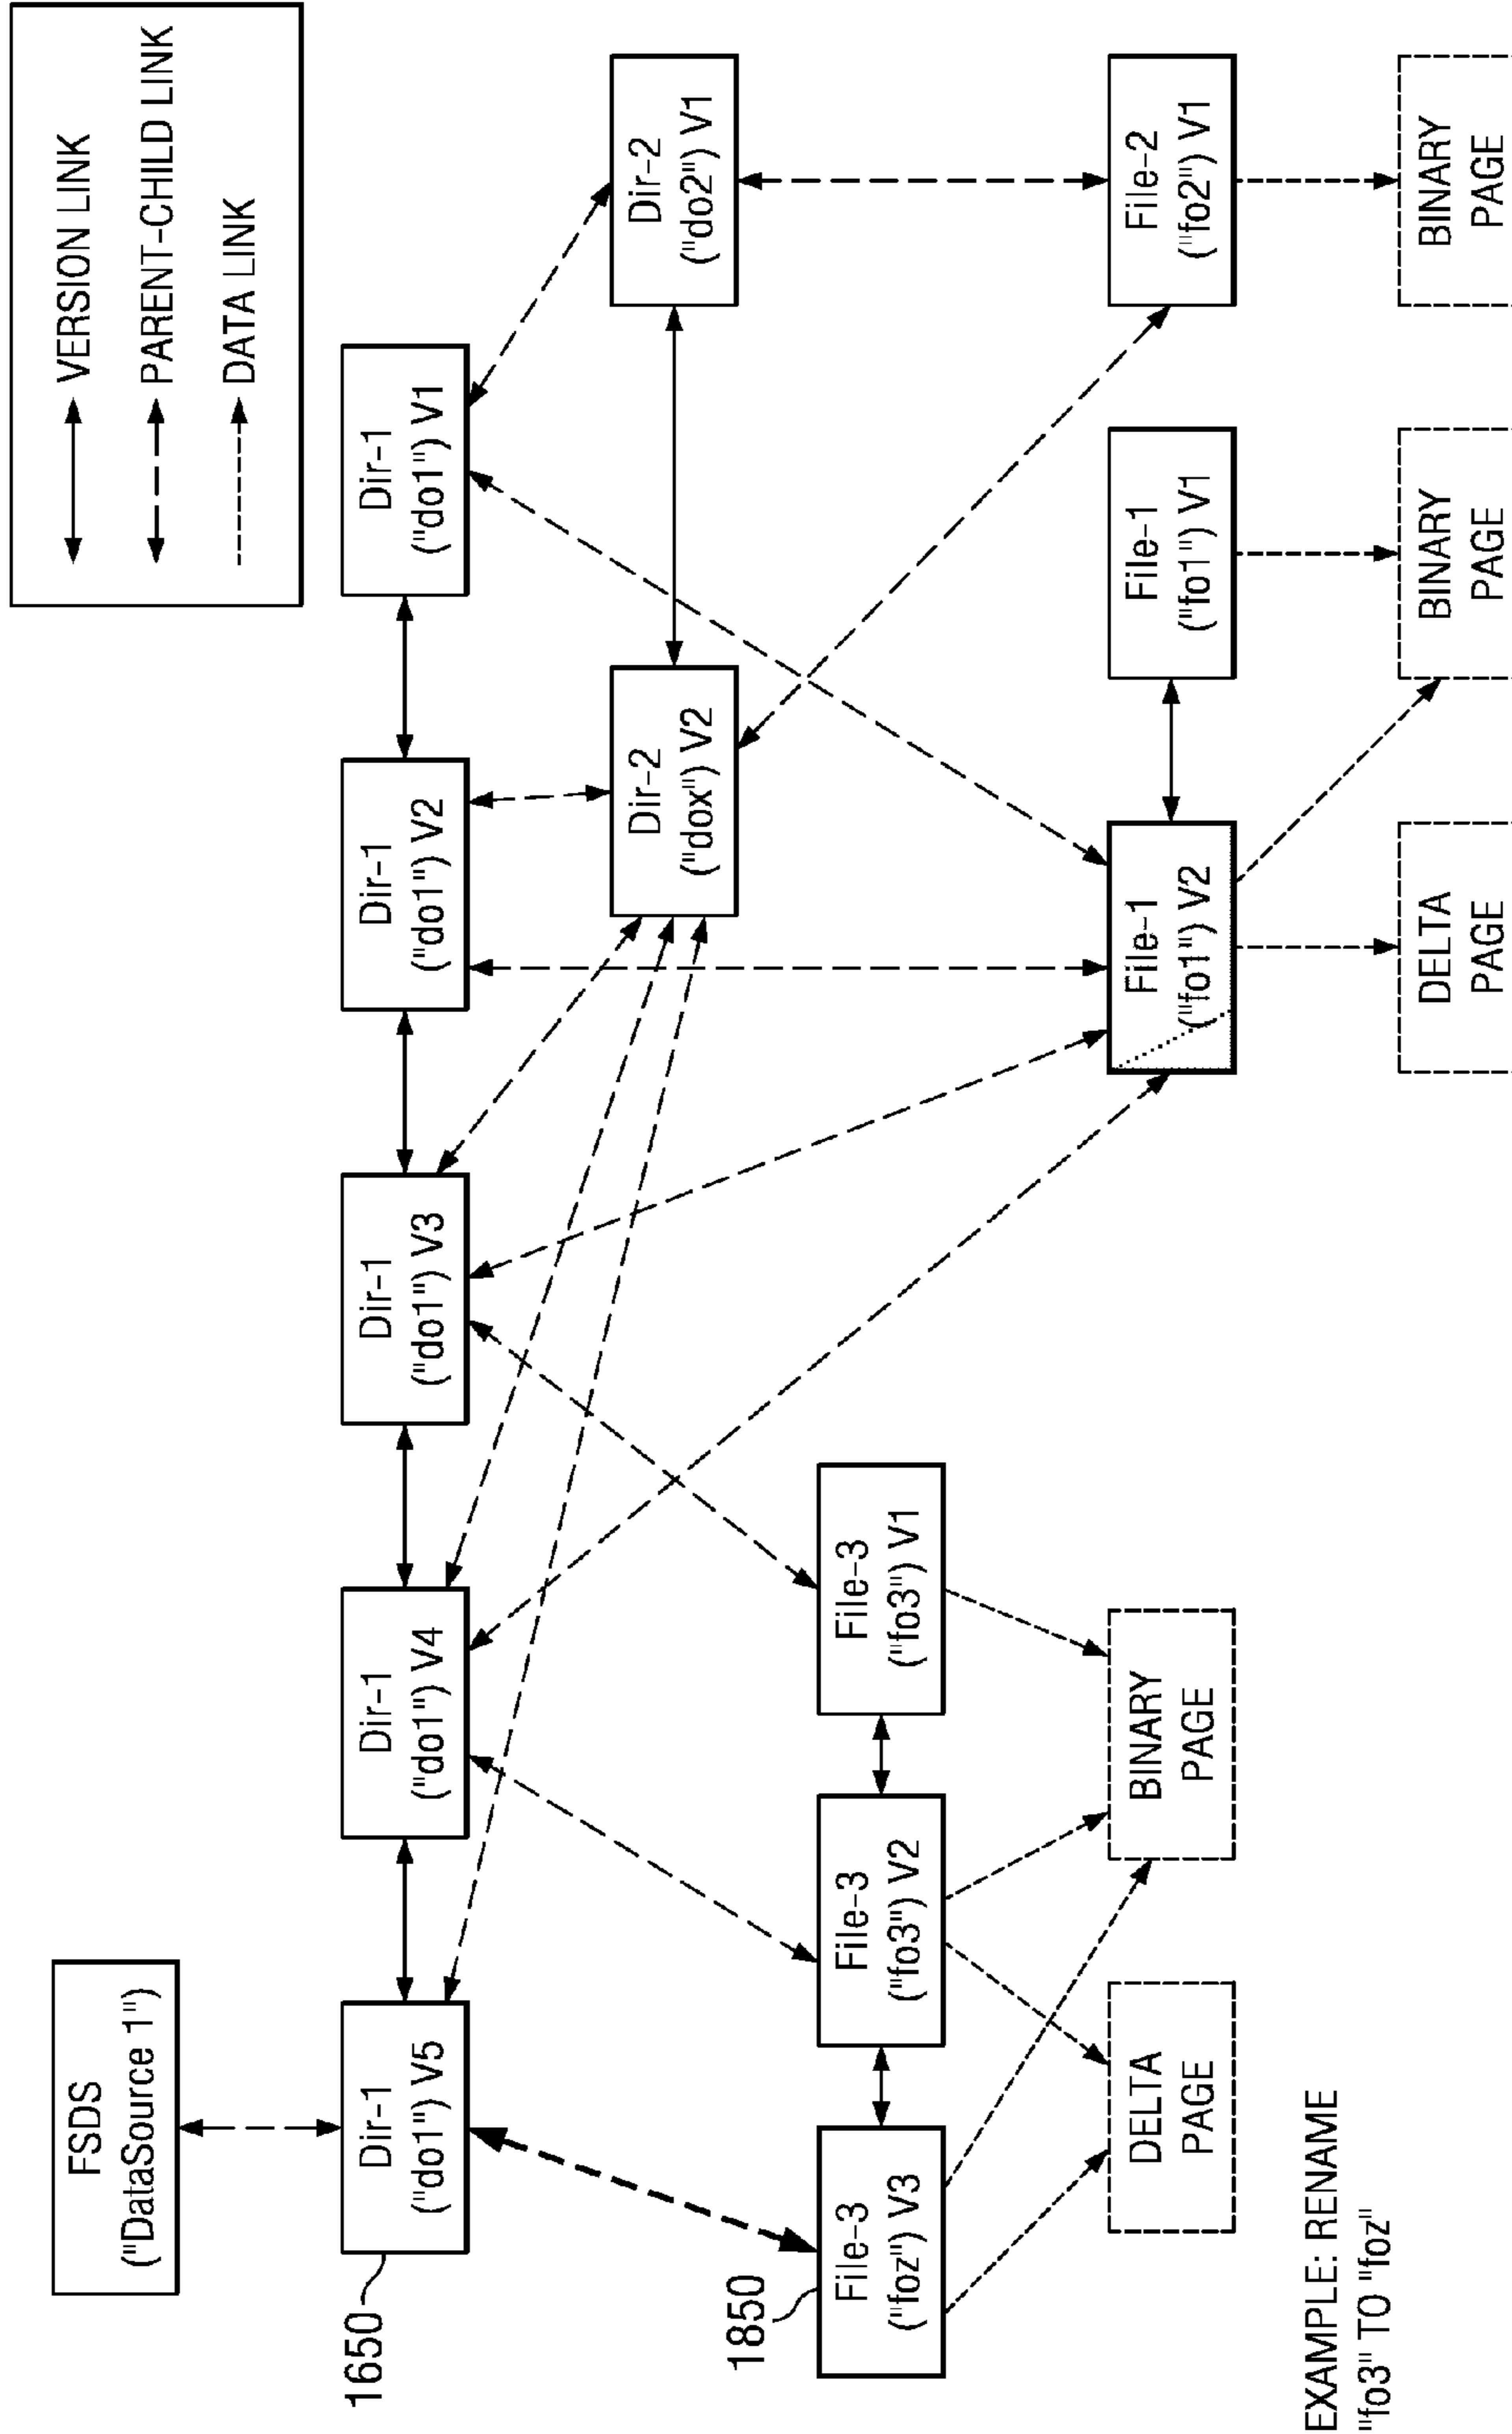 VERSION LINK
PARENT-CHILD LINK
DATA LINK
FSDS
("DataSource 1")
1650
Dir-1
("do1") V5
Dir-1
("do1") V4
Dir-1
("do1") V3
Dir-1
("do1") V2
Dir-1
("do1") V1
Dir-2
("dox") V2
Dir-2
("do2") V1
1850
File-3
("foz") V3
File-3
("fo3") V2
File-3
("fo3") V1
File-1
("fo1") V2
File-1
("fo1") V1
File-2
("fo2") V1
DELTA
PAGE
BINARY
PAGE
DELTA
PAGE
BINARY
PAGE
BINARY
PAGE
EXAMPLE: RENAME
"fo3" TO "foz"